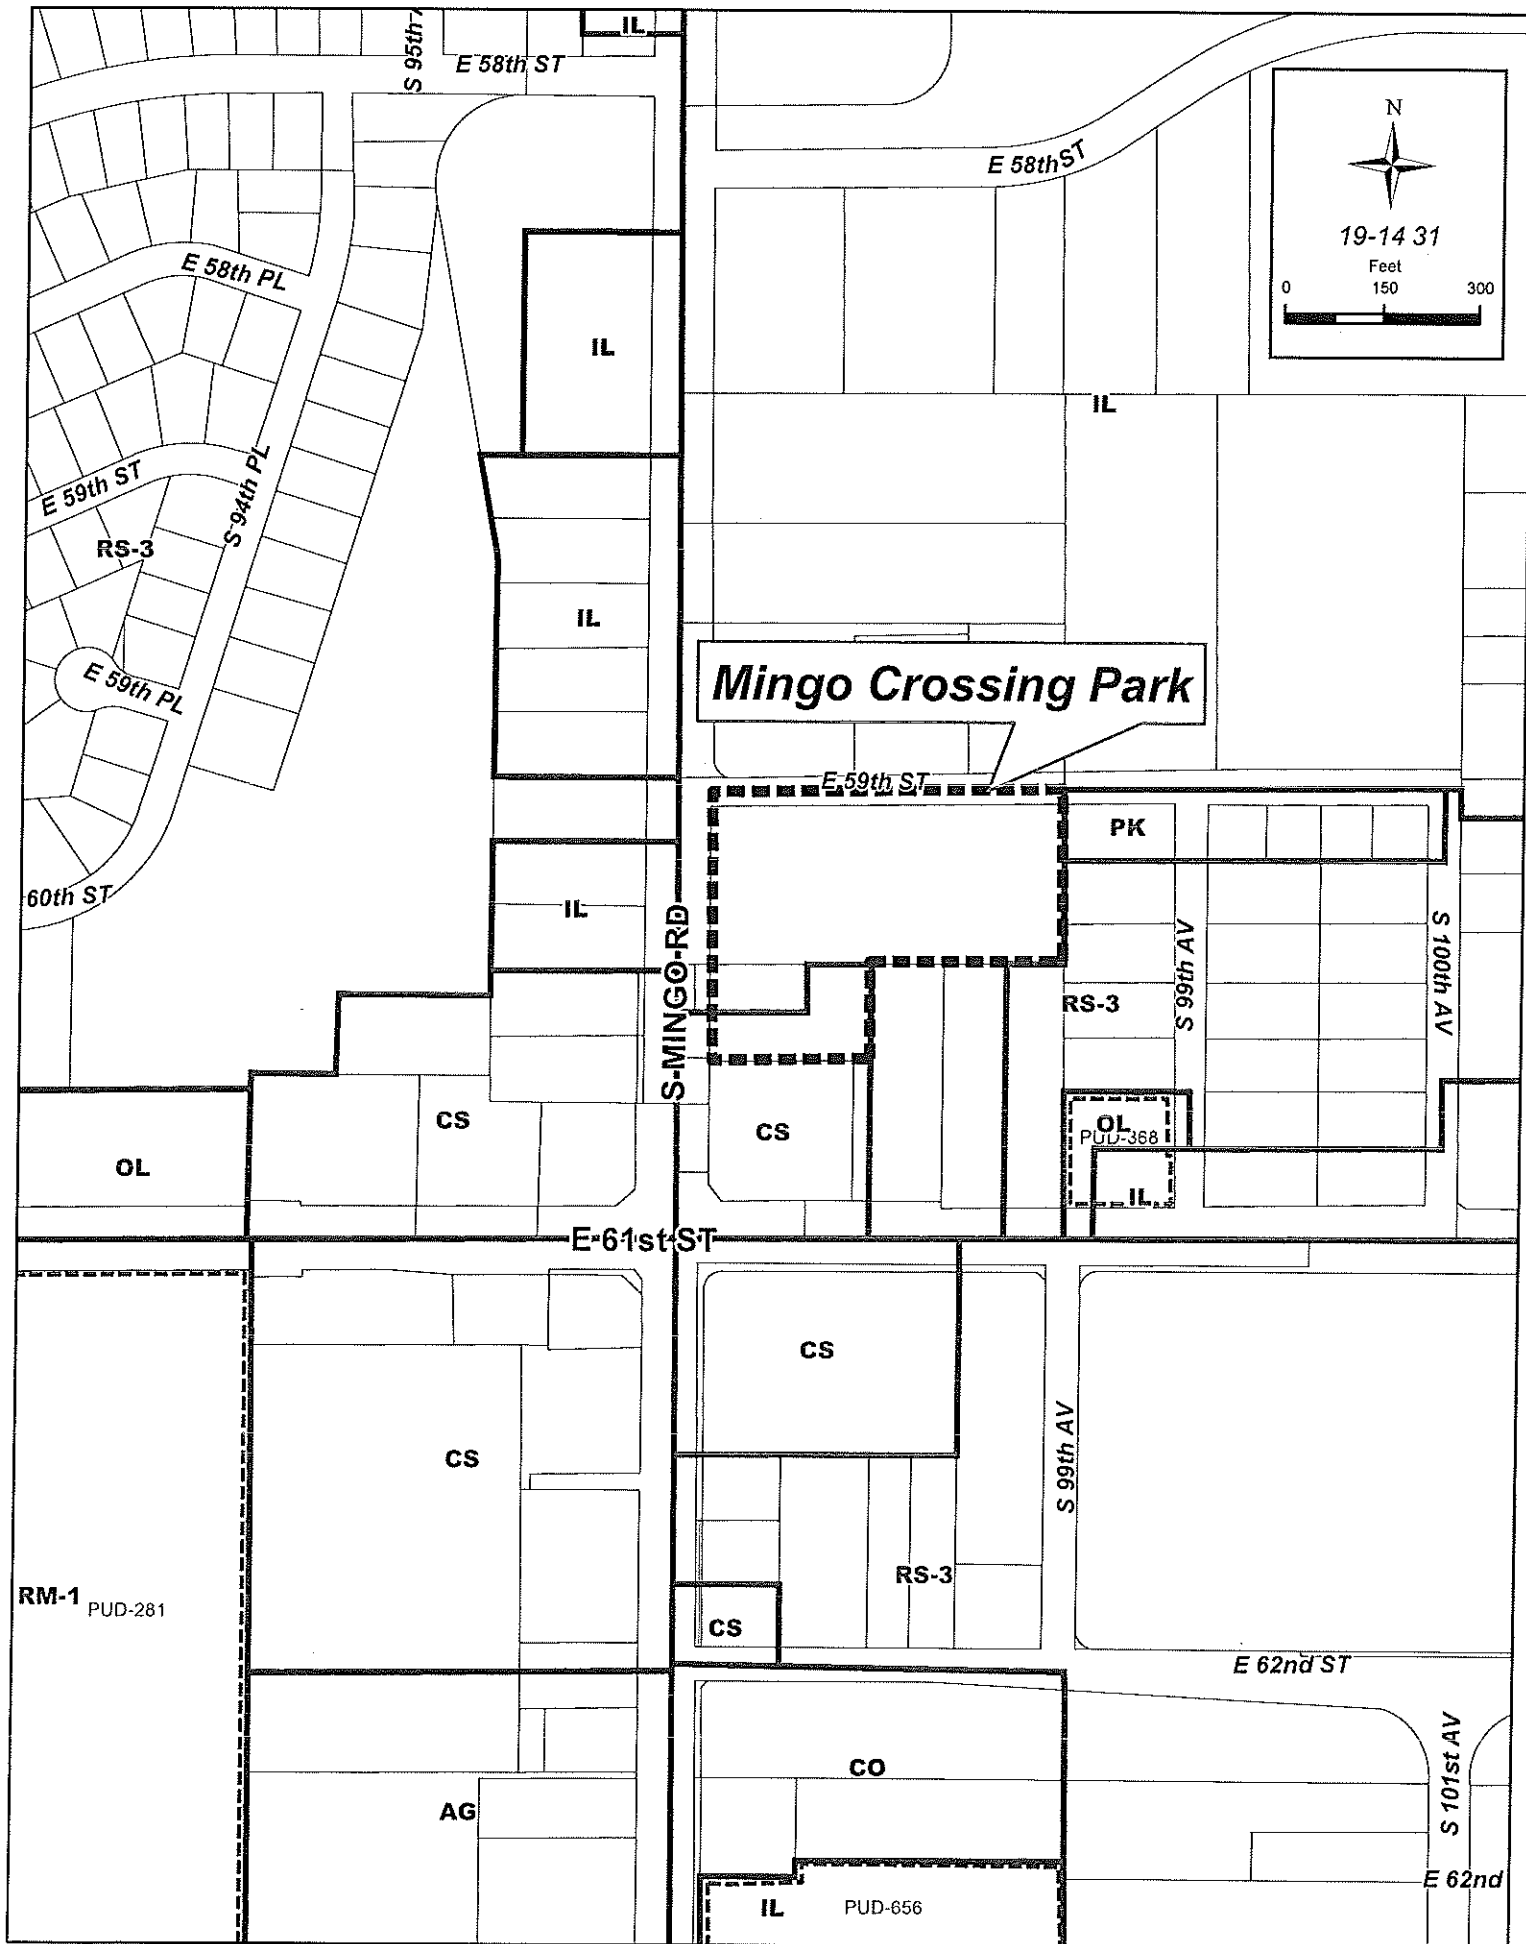 S 95th A
IL
E 58th ST
E 58th ST
N
19-14 31
Feet
0 150 300
E 58th PL
IL
IL
E 59th ST
S 94th PL
RS-3
IL
E 59th PL
Mingo Crossing Park
E 59th ST
PK
60th ST
IL
S-MINGO-RD
S 99th AV
S 100th AV
RS-3
CS
CS
OL
PUD-368
OL
IL
E 61st ST
CS
CS
S 99th AV
RS-3
RM-1 PUD-281
CS
E 62nd ST
CO
S 101st AV
AG
E 62nd
IL PUD-656